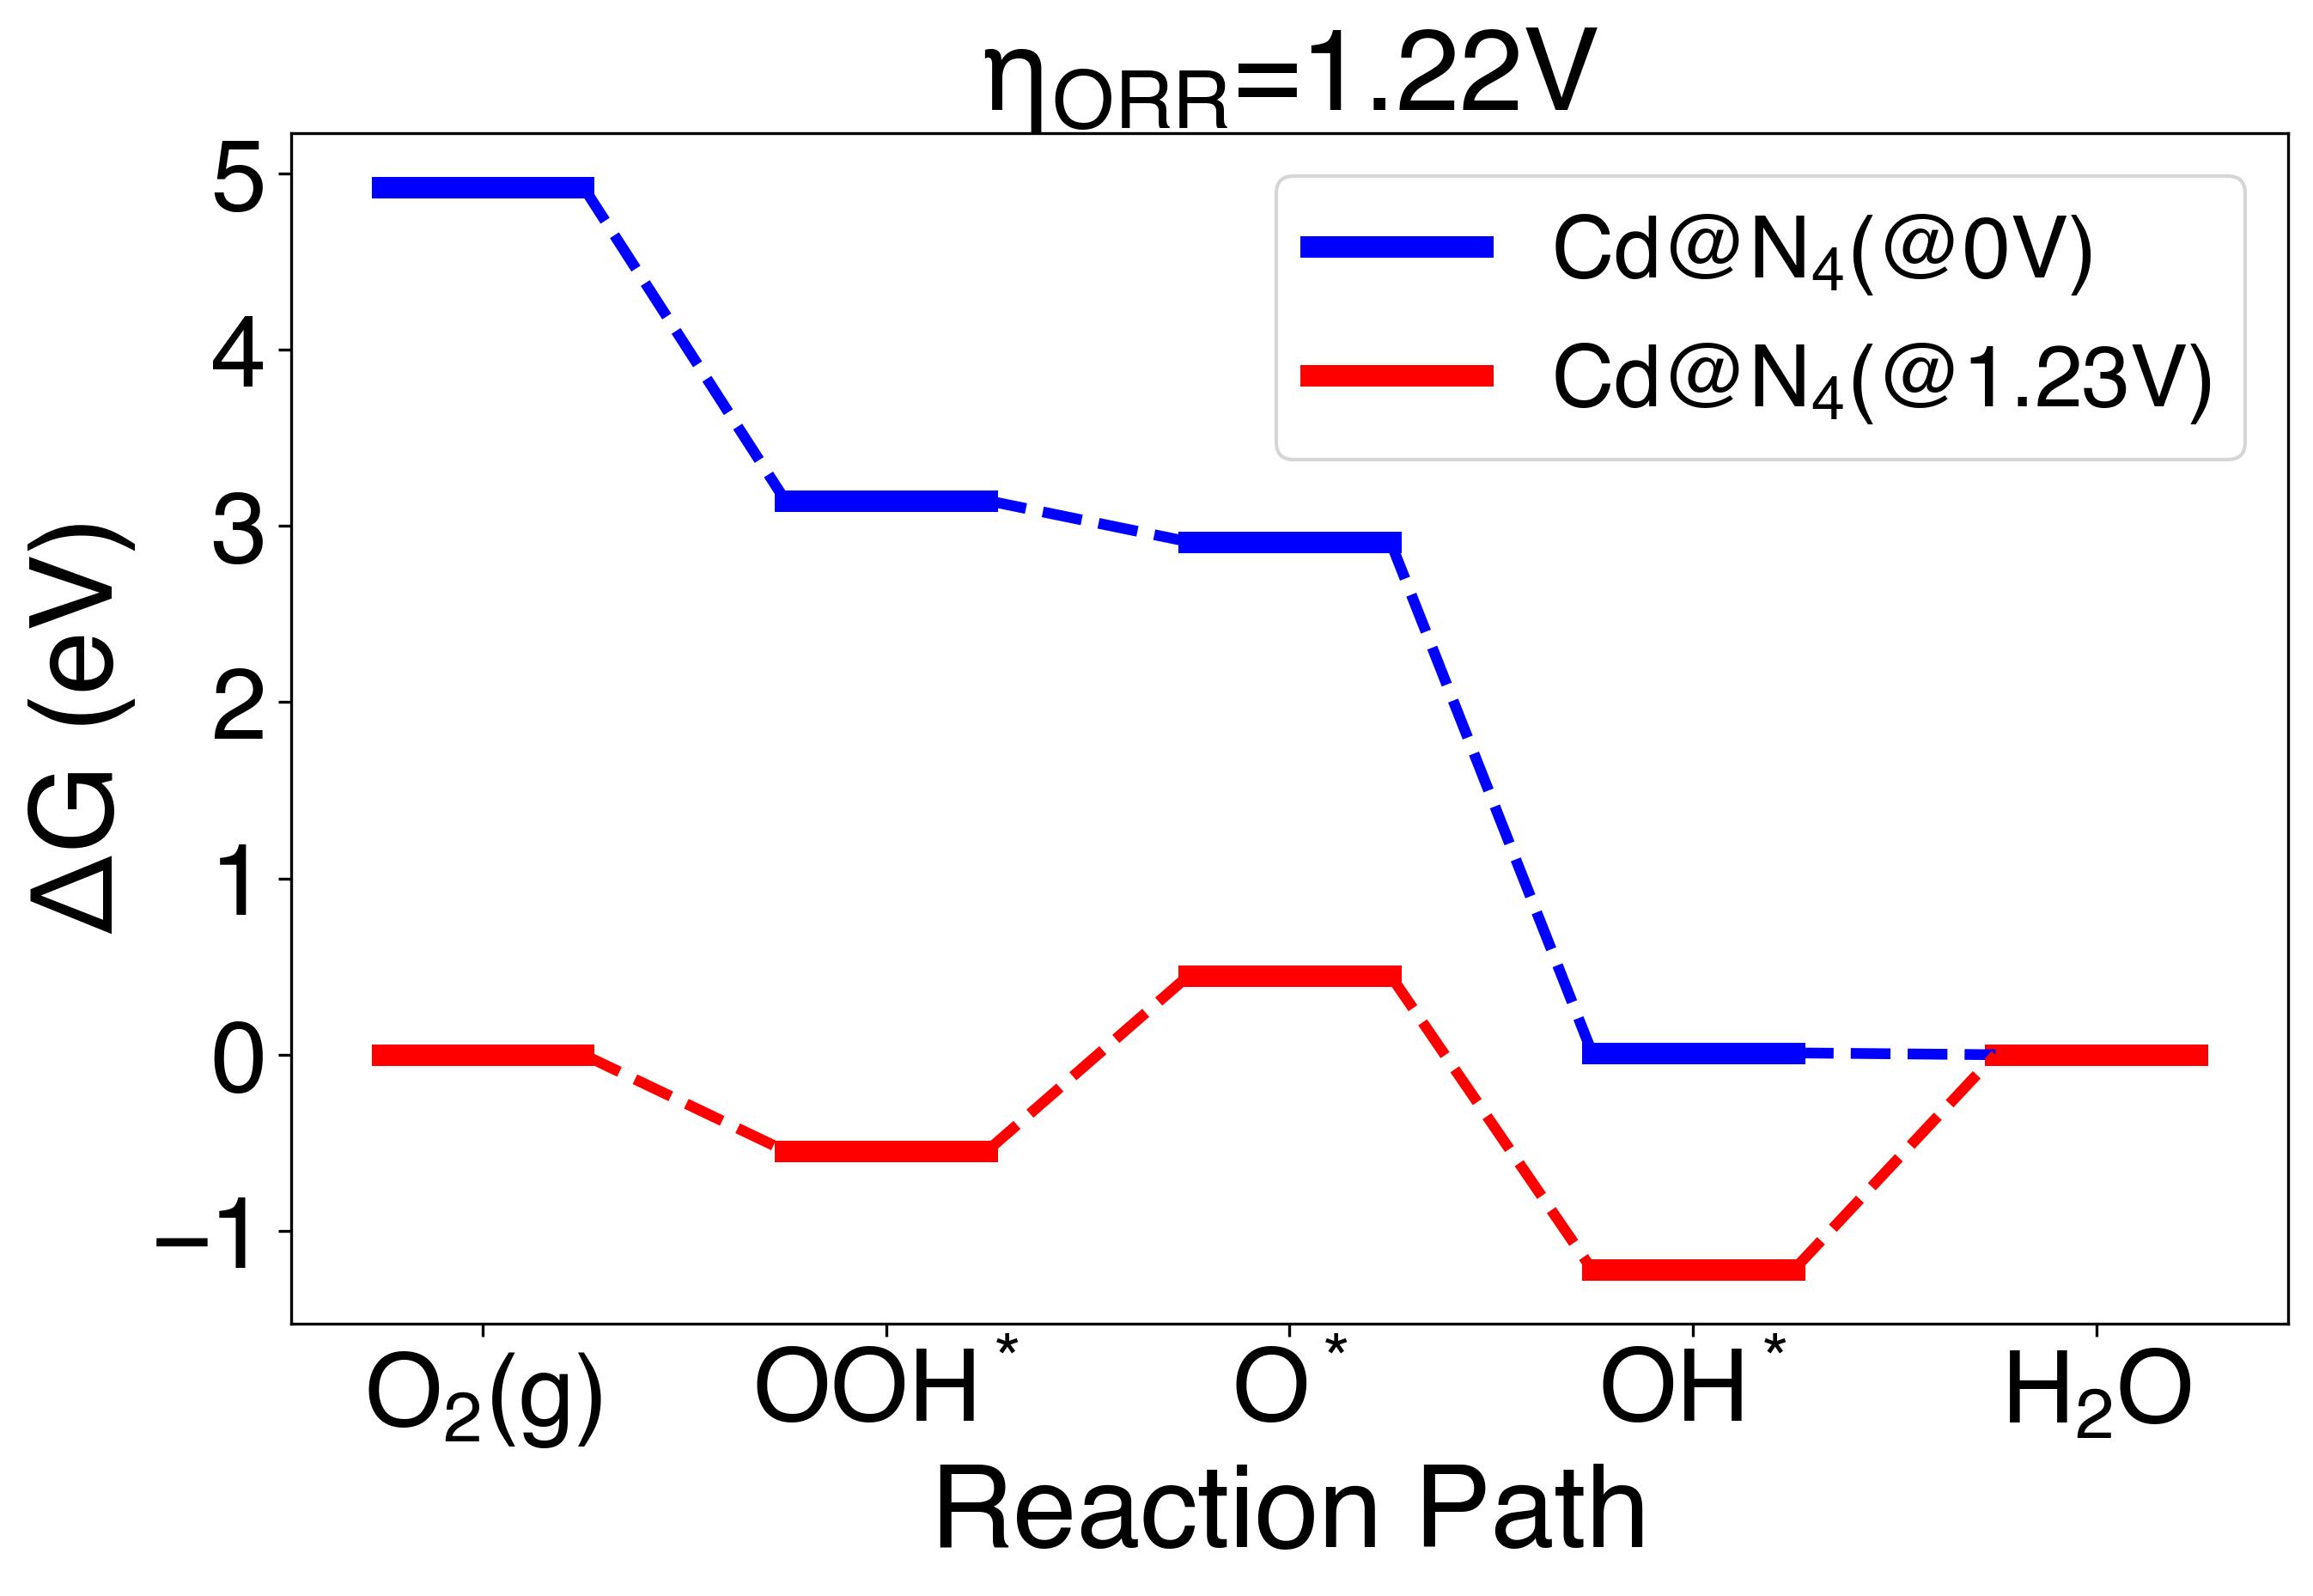 ηORR=1.22V
Cd@N₄(@0V)
Cd@N₄(@1.23V)
ΔG (eV)
5
4
3
2
1
0
−1
O₂(g) OOH* O* OH* H₂O
Reaction Path